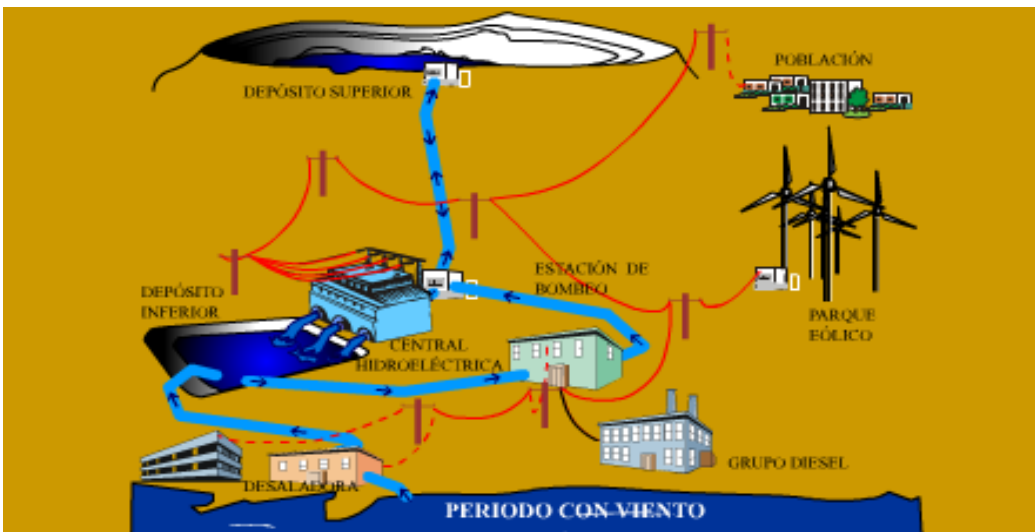 POBLACIÓN
DEPÓSITO SUPERIOR
ESTACIÓN DE
BOMBEO
DEPÓSITO
INFERIOR
PARQUE
EÓLICO
CENTRAL
HIDROELÉCTRICA
GRUPO DIESEL
DESALADORA
PERIODO CON VIENTO